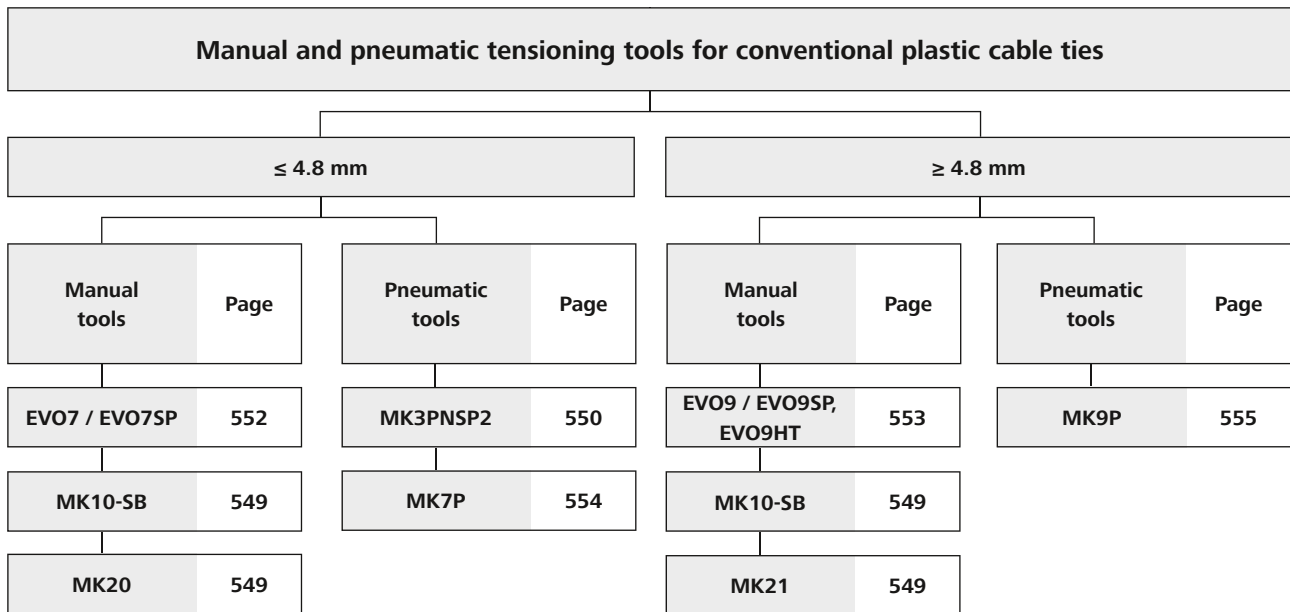 Manual and pneumatic tensioning tools for conventional plastic cable ties
≤ 4.8 mm
≥ 4.8 mm
Manual
tools
Page
Pneumatic
tools
Page
Manual
tools
Page
Pneumatic
tools
Page
EVO7 / EVO7SP
552
MK3PNSP2
550
EVO9 / EVO9SP,
EVO9HT
553
MK9P
555
MK10-SB
549
MK7P
554
MK10-SB
549
MK20
549
MK21
549